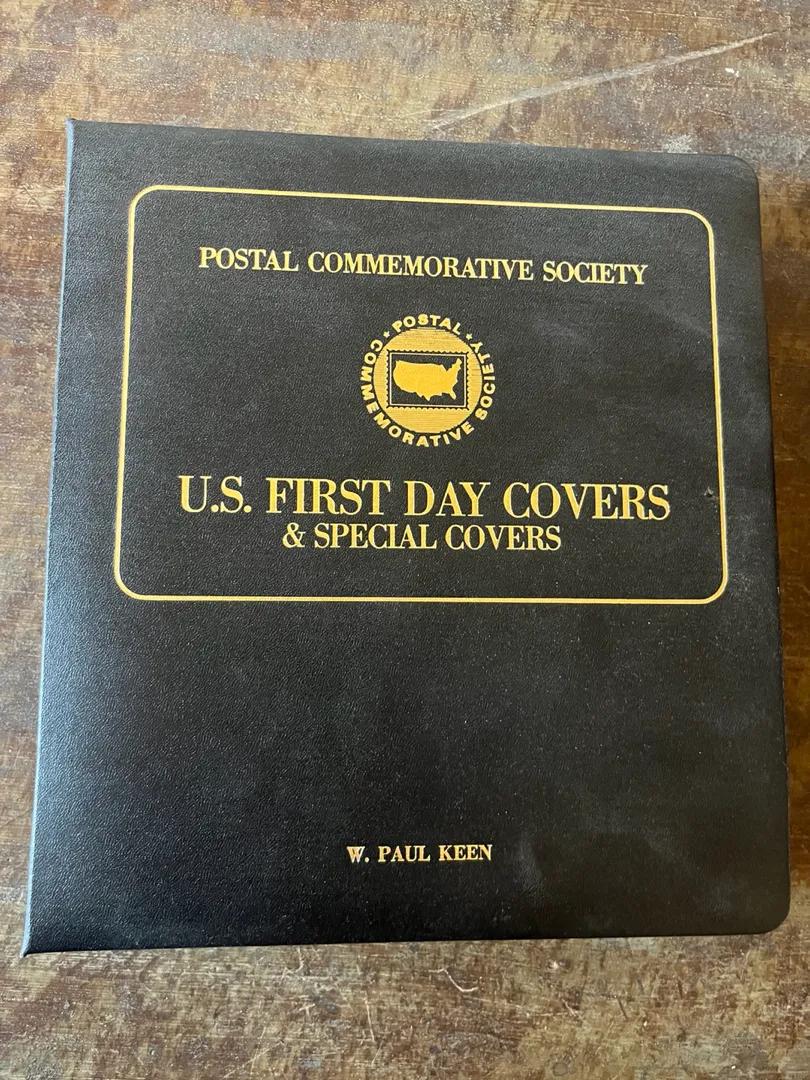 POSTAL COMMEMORATIVE SOCIETY
★ POSTAL ★
COMMEMORATIVE SOCIETY
U.S. FIRST DAY COVERS
& SPECIAL COVERS
W. PAUL KEEN